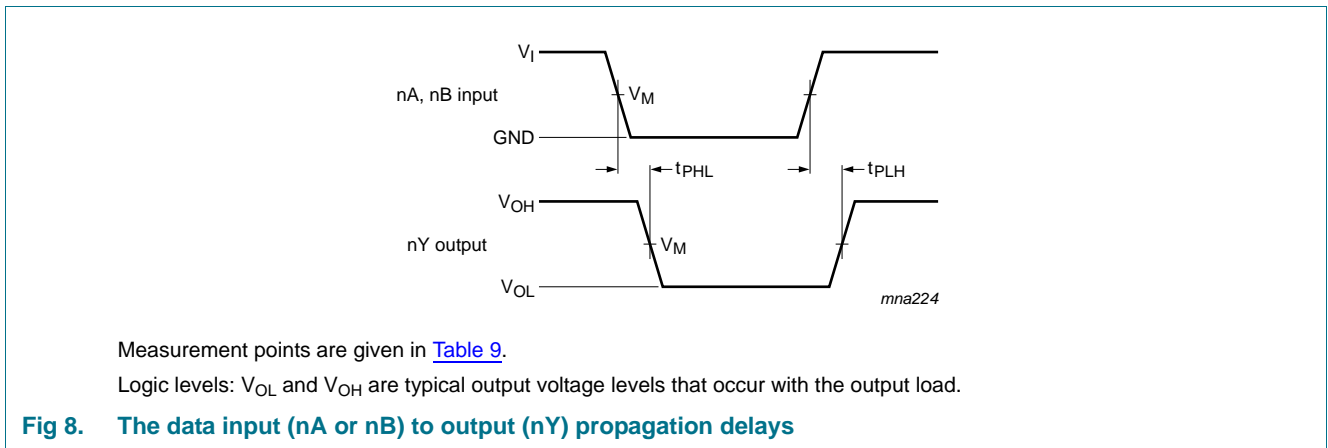 VI
nA, nB input
VM
GND
tPHL
tPLH
VOH
nY output
VM
VOL
mna224
Measurement points are given in Table 9.
Logic levels: VOL and VOH are typical output voltage levels that occur with the output load.
Fig 8. The data input (nA or nB) to output (nY) propagation delays